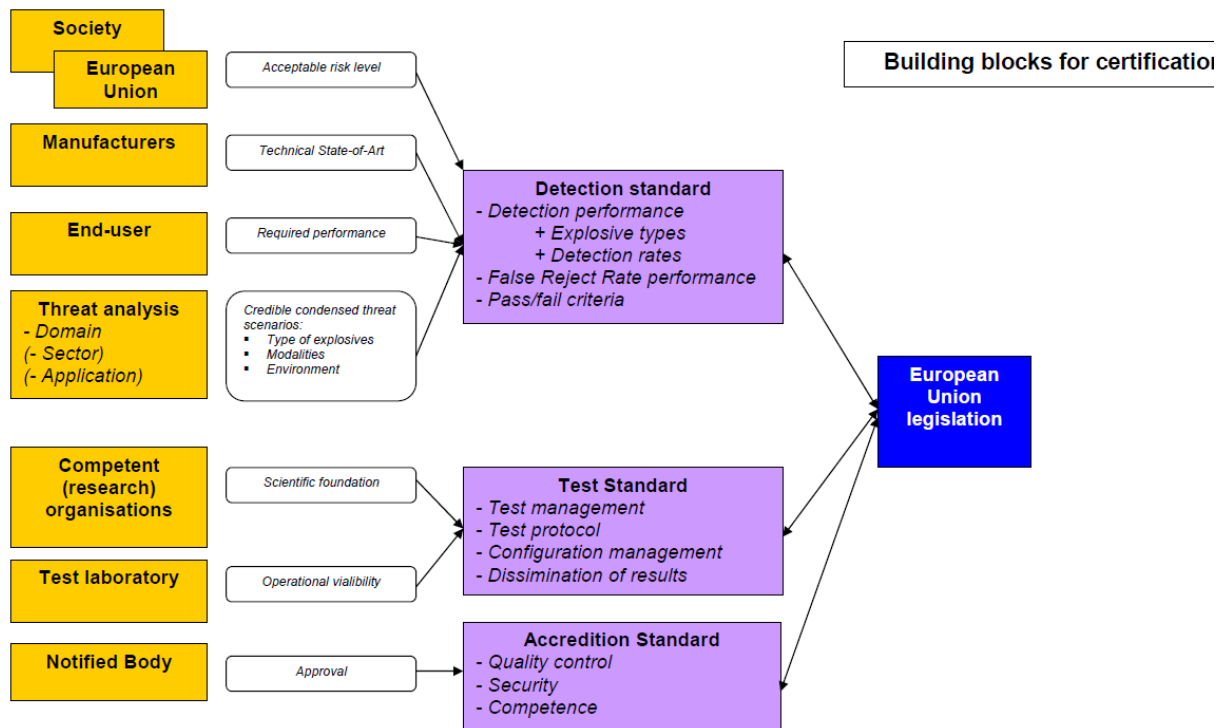 Society
European
Union
Acceptable risk level
Building blocks for certification
Manufacturers
Technical State-of-Art
End-user
Required performance
Threat analysis
- Domain
(- Sector)
(- Application)
Credible condensed threat
scenarios:
▪ Type of explosives
▪ Modalities
▪ Environment
Detection standard
- Detection performance
+ Explosive types
+ Detection rates
- False Reject Rate performance
- Pass/fail criteria
European
Union
legislation
Competent
(research)
organisations
Scientific foundation
Test laboratory
Operational vialibility
Test Standard
- Test management
- Test protocol
- Configuration management
- Dissimination of results
Notified Body
Approval
Accredition Standard
- Quality control
- Security
- Competence